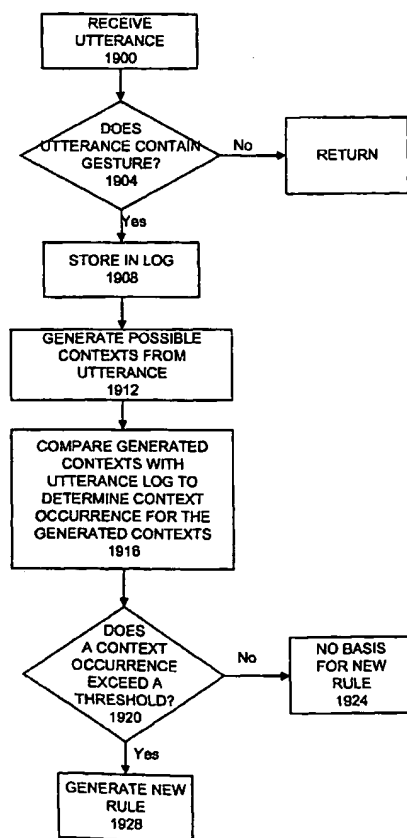 RECEIVE
UTTERANCE
1900
DOES
UTTERANCE CONTAIN
GESTURE?
1904
No
RETURN
Yes
STORE IN LOG
1908
GENERATE POSSIBLE
CONTEXTS FROM
UTTERANCE
1912
COMPARE GENERATED
CONTEXTS WITH
UTTERANCE LOG TO
DETERMINE CONTEXT
OCCURRENCE FOR THE
GENERATED CONTEXTS
1916
DOES
A CONTEXT
OCCURRENCE
EXCEED A
THRESHOLD?
1920
No
NO BASIS
FOR NEW
RULE
1924
Yes
GENERATE NEW
RULE
1928